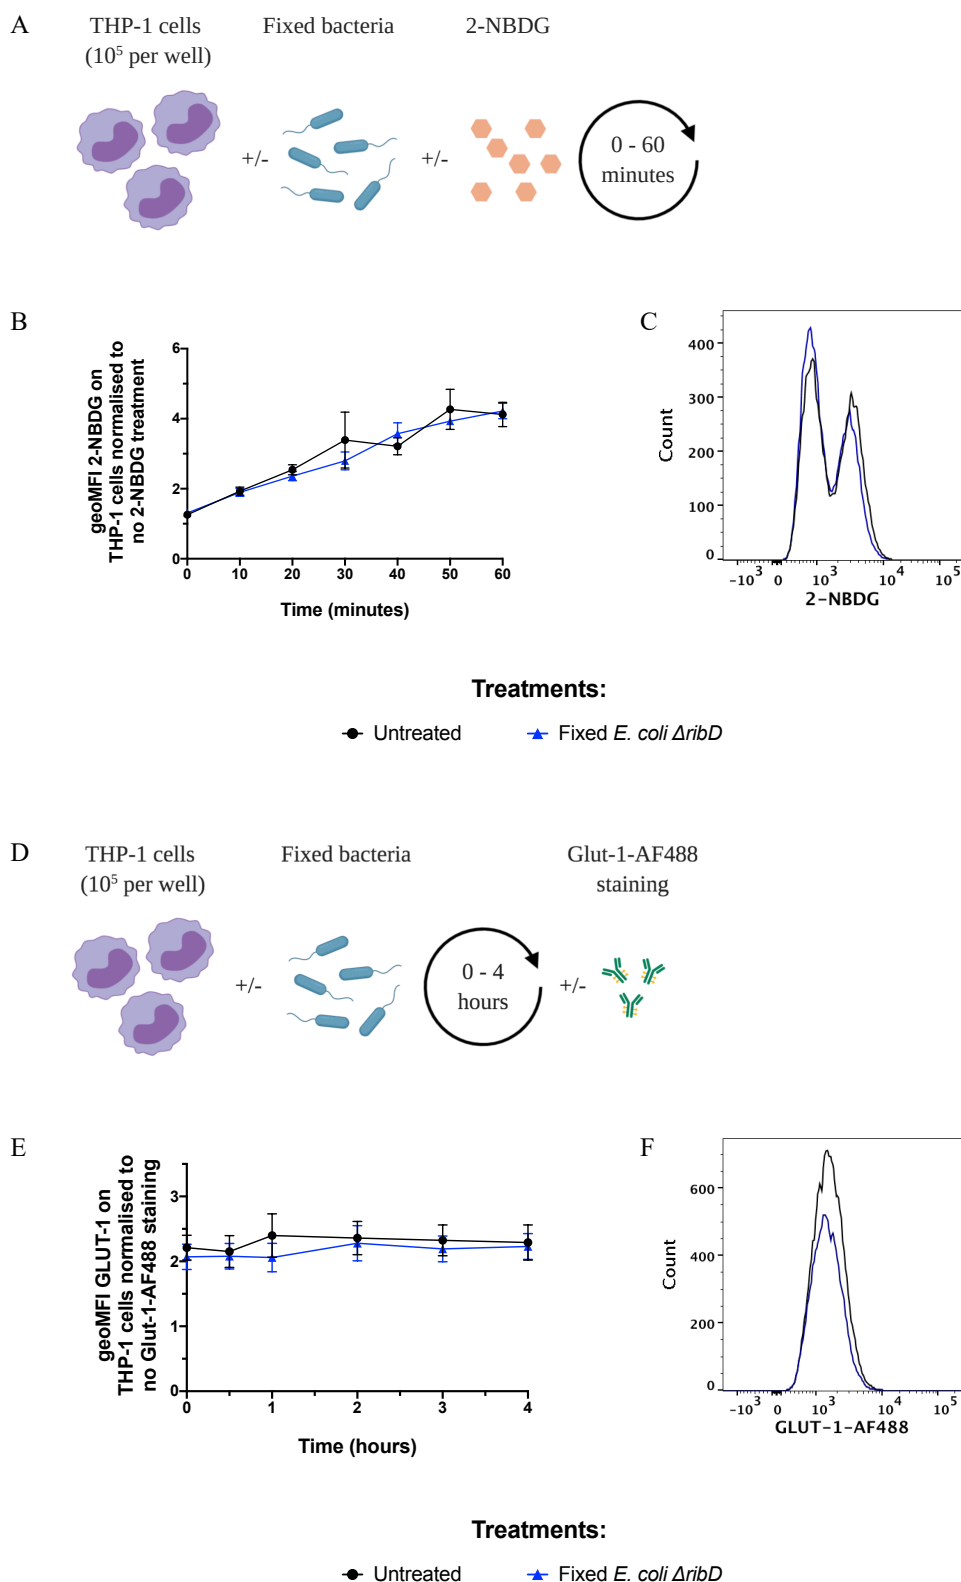 A
THP-1 cells
(10⁵ per well)
Fixed bacteria
2-NBDG
+/-
+/-
0 - 60
minutes
B
geoMFI 2-NBDG on
THP-1 cells normalised to
no 2-NBDG treatment
6
4
2
0
0 10 20 30 40 50 60
Time (minutes)
C
Count
400
300
200
100
0
-10³ 0 10³ 10⁴ 10⁵
2-NBDG
Treatments:
Untreated
Fixed E. coli ΔribD
D
THP-1 cells
(10⁵ per well)
Fixed bacteria
Glut-1-AF488
staining
+/-
0 - 4
hours
+/-
E
geoMFI GLUT-1 on
THP-1 cells normalised to
no Glut-1-AF488 staining
3
2
1
0
0 1 2 3 4
Time (hours)
F
Count
600
400
200
0
-10³ 0 10³ 10⁴ 10⁵
GLUT-1-AF488
Treatments:
Untreated
Fixed E. coli ΔribD